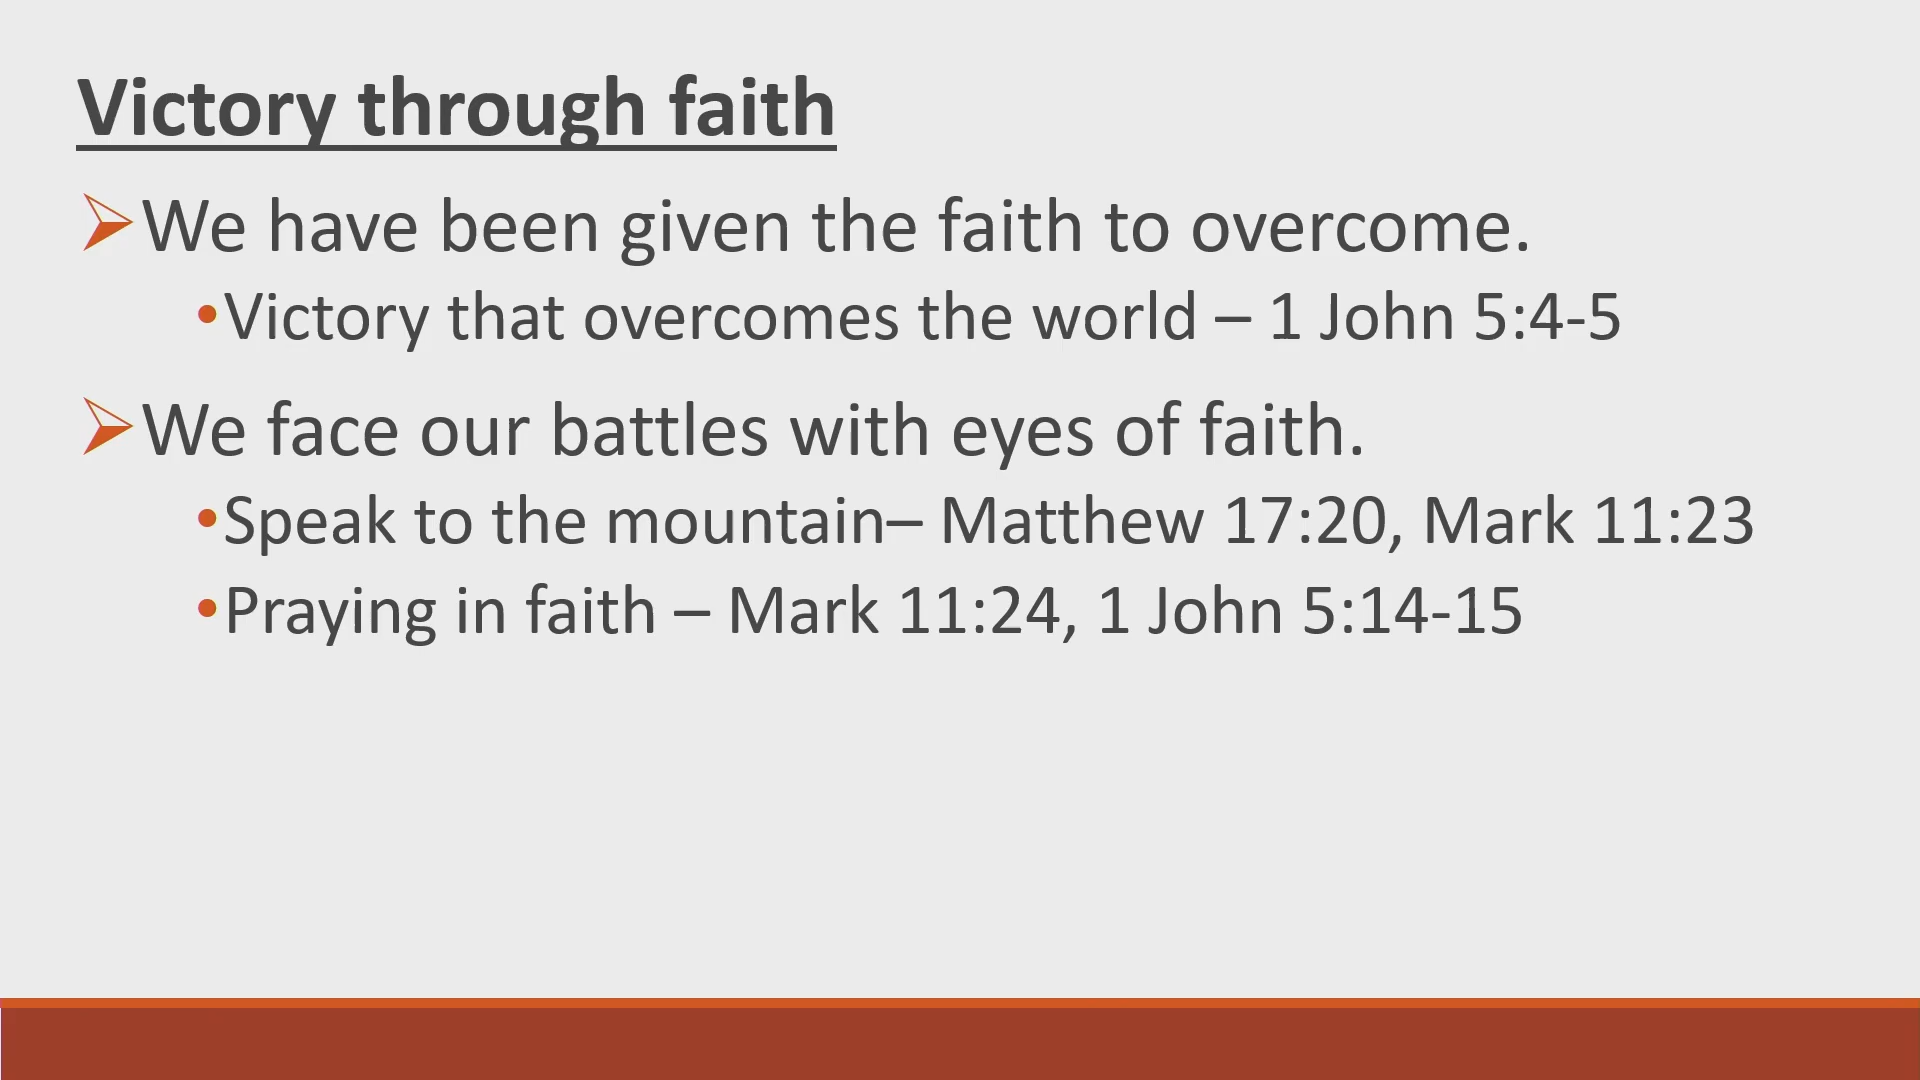 Victory through faith
We have been given the faith to overcome.
•Victory that overcomes the world – 1 John 5:4-5
We face our battles with eyes of faith.
•Speak to the mountain– Matthew 17:20, Mark 11:23
•Praying in faith – Mark 11:24, 1 John 5:14-15